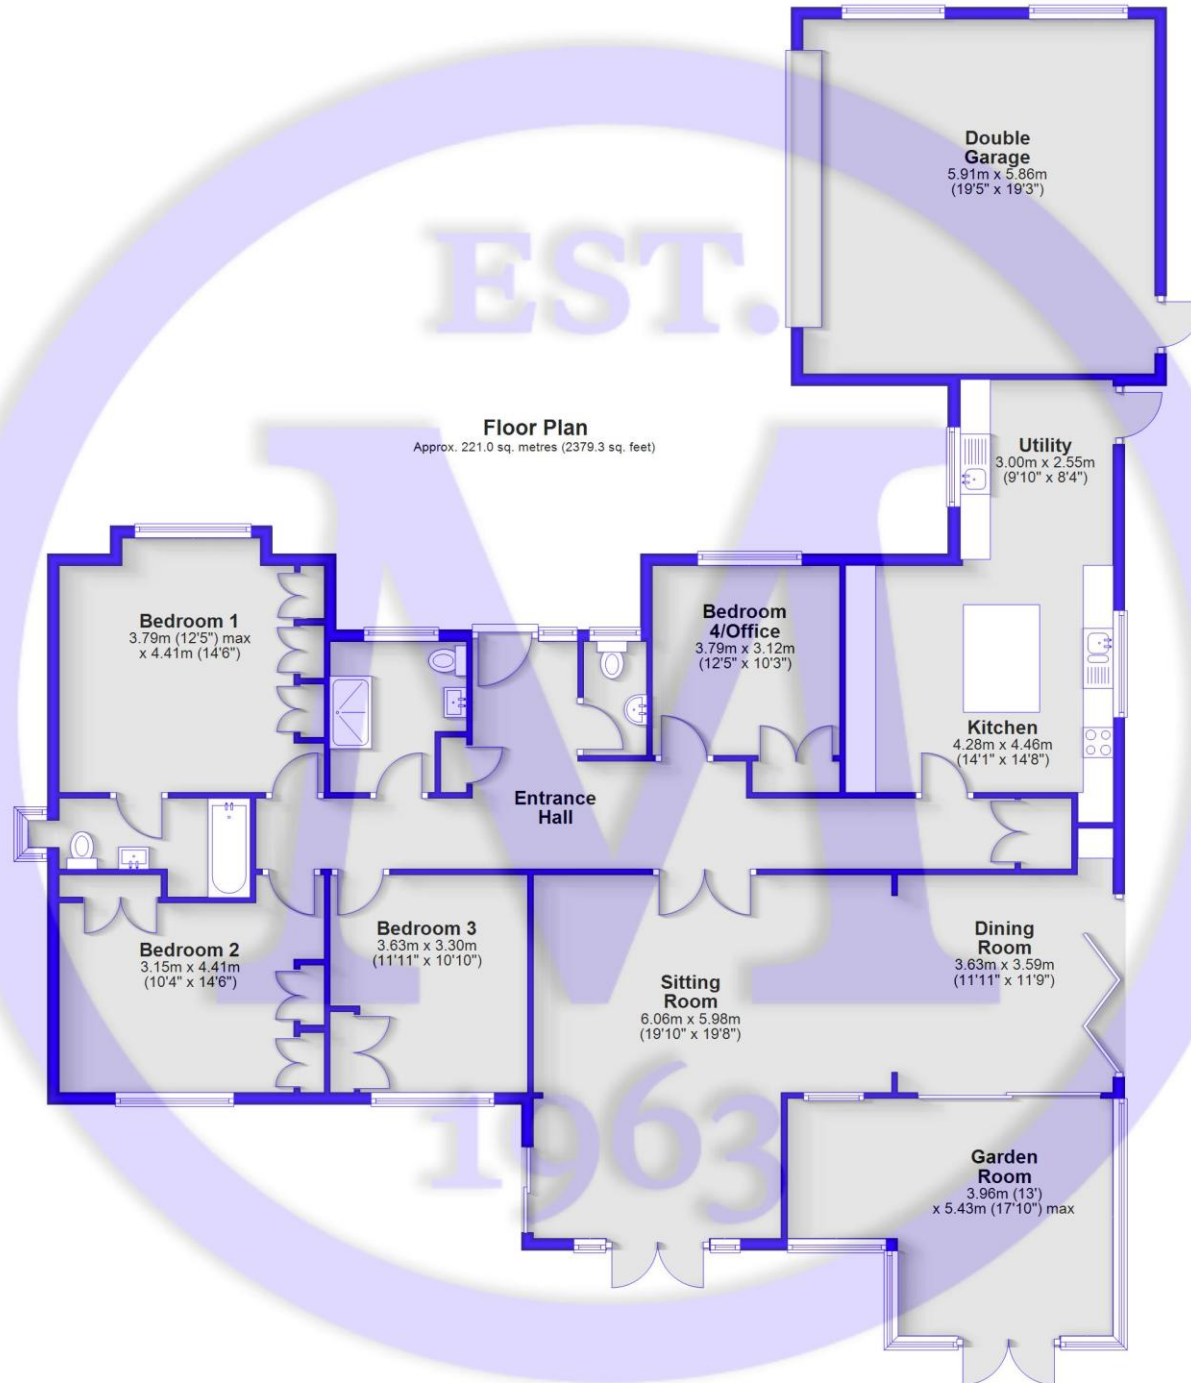 EST.
Double
Garage
5.91m x 5.86m
(19'5" x 19'3")
Floor Plan
Approx. 221.0 sq. metres (2379.3 sq. feet)
Utility
3.00m x 2.55m
(9'10" x 8'4")
Bedroom 1
3.79m (12'5") max
x 4.41m (14'6")
Bedroom
4/Office
3.79m x 3.12m
(12'5" x 10'3")
Kitchen
4.28m x 4.46m
(14'1" x 14'8")
Entrance
Hall
M
Bedroom 2
3.15m x 4.41m
(10'4" x 14'6")
Bedroom 3
3.63m x 3.30m
(11'11" x 10'10")
Sitting
Room
6.06m x 5.98m
(19'10" x 19'8")
Dining
Room
3.63m x 3.59m
(11'11" x 11'9")
1963
Garden
Room
3.96m (13')
x 5.43m (17'10") max